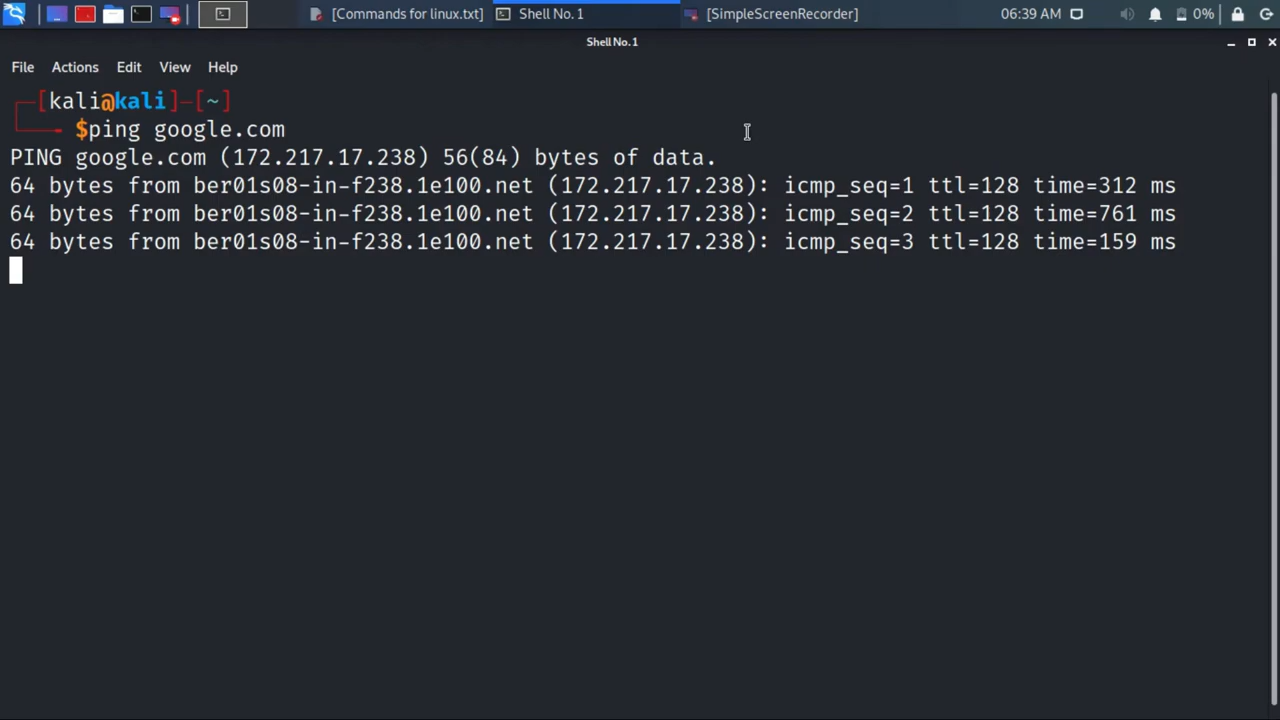 [Commands for linux.txt] Shell No. 1 [SimpleScreenRecorder] 06:39 AM 0%
Shell No. 1
File Actions Edit View Help
[kali@kali]-[~]
$ping google.com
PING google.com (172.217.17.238) 56(84) bytes of data.
64 bytes from ber01s08-in-f238.1e100.net (172.217.17.238): icmp_seq=1 ttl=128 time=312 ms
64 bytes from ber01s08-in-f238.1e100.net (172.217.17.238): icmp_seq=2 ttl=128 time=761 ms
64 bytes from ber01s08-in-f238.1e100.net (172.217.17.238): icmp_seq=3 ttl=128 time=159 ms